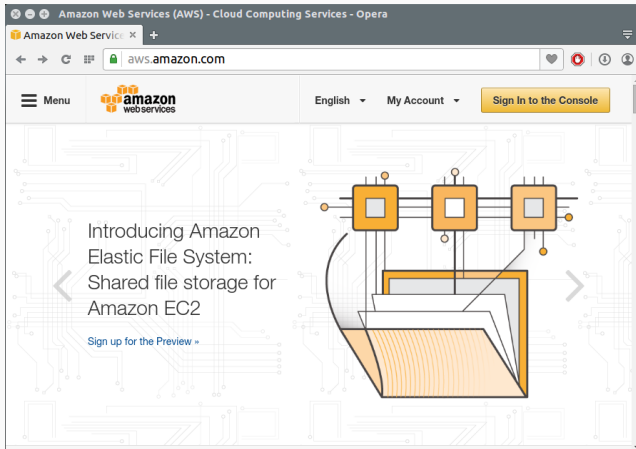 Amazon Web Services (AWS) - Cloud Computing Services - Opera
Amazon Web Service
aws.amazon.com
Menu
amazon
webservices
English
My Account
Sign In to the Console
Introducing Amazon
Elastic File System:
Shared file storage for
Amazon EC2
Sign up for the Preview »